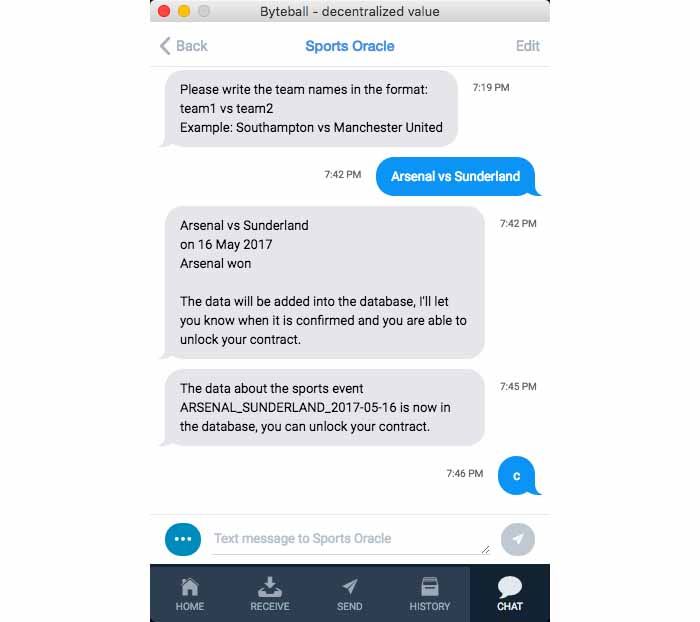 Byteball - decentralized value
Back
Sports Oracle
Edit
Please write the team names in the format:
team1 vs team2
Example: Southampton vs Manchester United
7:19 PM
7:42 PM
Arsenal vs Sunderland
Arsenal vs Sunderland
on 16 May 2017
Arsenal won
The data will be added into the database, I'll let
you know when it is confirmed and you are able to
unlock your contract.
7:42 PM
The data about the sports event
ARSENAL_SUNDERLAND_2017-05-16 is now in
the database, you can unlock your contract.
7:45 PM
7:46 PM
c
Text message to Sports Oracle
HOME
RECEIVE
SEND
HISTORY
CHAT